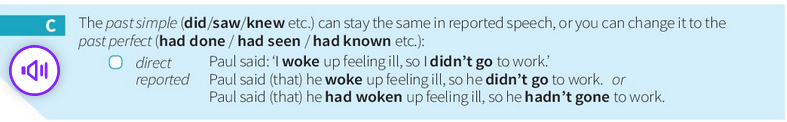 C
The past simple (did/saw/knew etc.) can stay the same in reported speech, or you can change it to the
past perfect (had done / had seen / had known etc.):
direct Paul said: ‘I woke up feeling ill, so I didn’t go to work.’
reported Paul said (that) he woke up feeling ill, so he didn’t go to work. or
Paul said (that) he had woken up feeling ill, so he hadn’t gone to work.